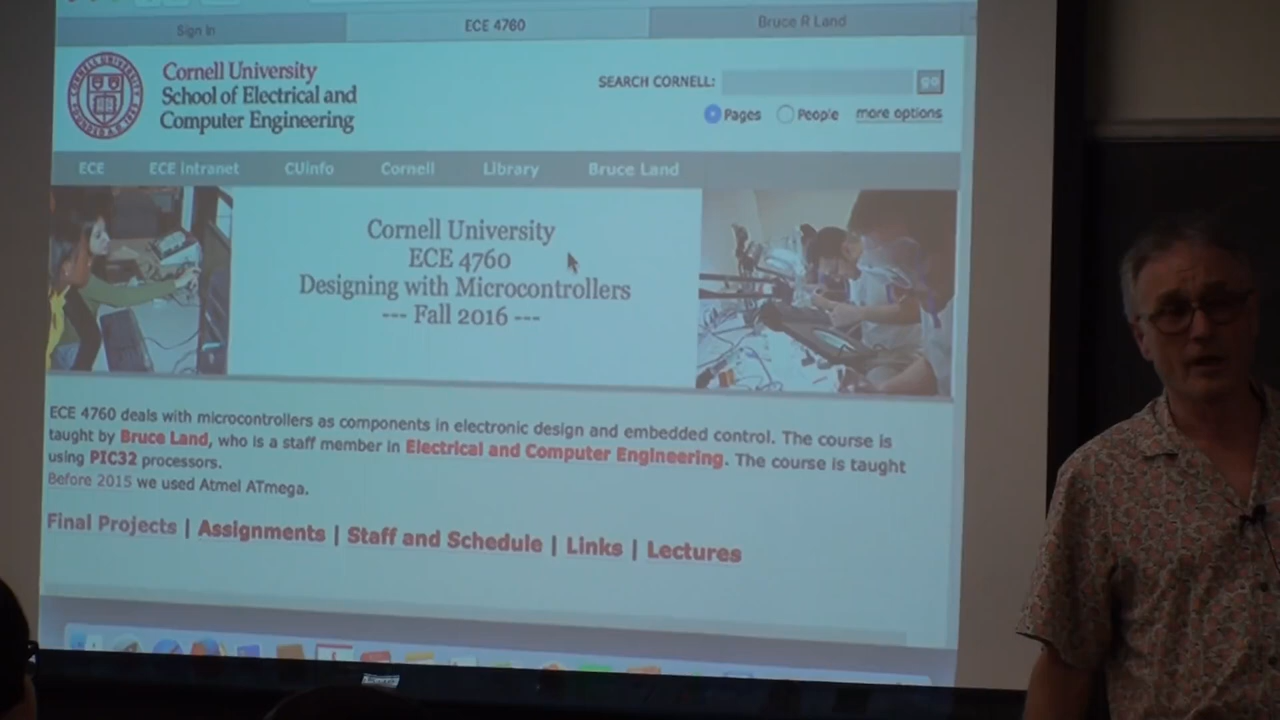 Sign In
ECE 4760
Bruce R Land
Cornell University
School of Electrical and
Computer Engineering
SEARCH CORNELL:
go
Pages
People
more options
ECE
ECE Intranet
CUinfo
Cornell
Library
Bruce Land
Cornell University
ECE 4760
Designing with Microcontrollers
--- Fall 2016 ---
ECE 4760 deals with microcontrollers as components in electronic design and embedded control. The course is
taught by Bruce Land, who is a staff member in Electrical and Computer Engineering. The course is taught
using PIC32 processors.
Before 2015 we used Atmel ATmega.
Final Projects | Assignments | Staff and Schedule | Links | Lectures